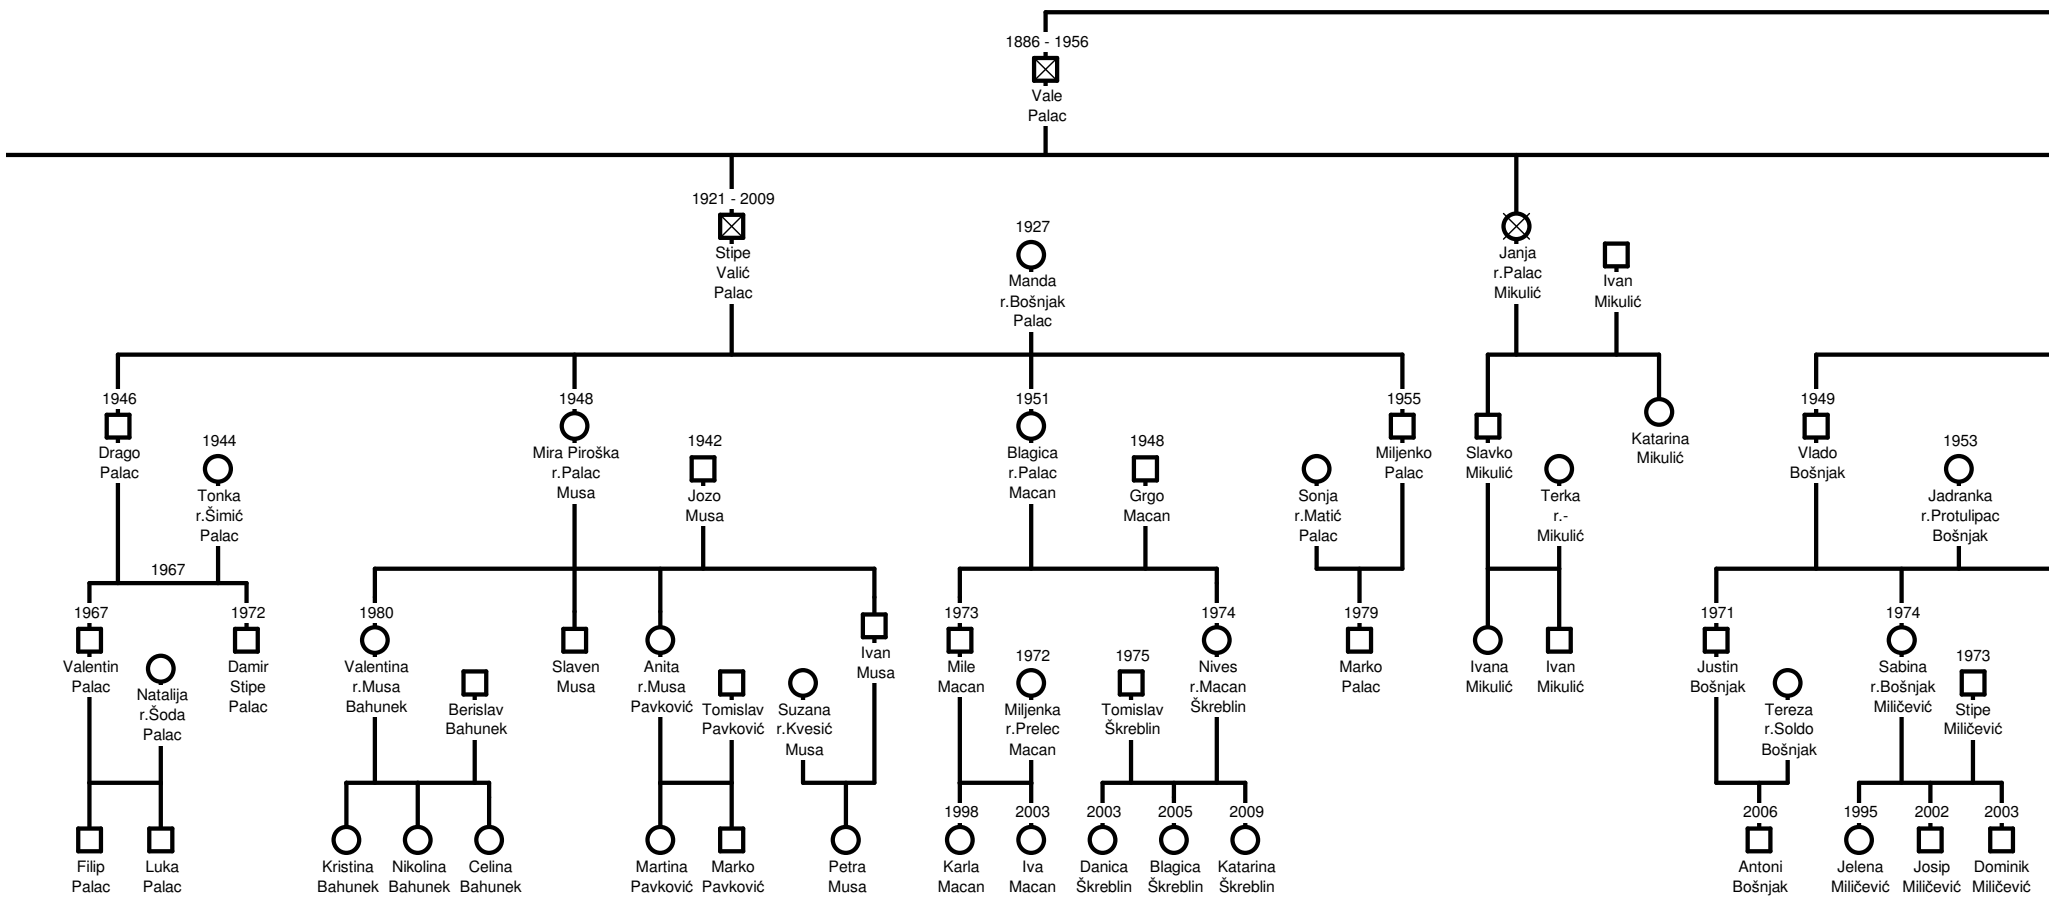 1886 - 1956
Vale
Palac
1921 - 2009
Stipe
Valić
Palac
1927
Manda
r.Bošnjak
Palac
Janja
r.Palac
Mikulić
Ivan
Mikulić
1946
Drago
Palac
1944
Tonka
r.Šimić
Palac
1967
1948
Mira Piroška
r.Palac
Musa
1942
Jozo
Musa
1951
Blagica
r.Palac
Macan
1948
Grgo
Macan
Sonja
r.Matić
Palac
1955
Miljenko
Palac
Slavko
Mikulić
Terka
r.-
Mikulić
Katarina
Mikulić
1949
Vlado
Bošnjak
1953
Jadranka
r.Protulipac
Bošnjak
1967
Valentin
Palac
Natalija
r.Šoda
Palac
1972
Damir
Stipe
Palac
1980
Valentina
r.Musa
Bahunek
Berislav
Bahunek
Slaven
Musa
Anita
r.Musa
Pavković
Tomislav
Pavković
Suzana
r.Kvesić
Musa
Ivan
Musa
1973
Mile
Macan
1972
Miljenka
r.Prelec
Macan
1975
Tomislav
Škreblin
1974
Nives
r.Macan
Škreblin
1979
Marko
Palac
Ivana
Mikulić
Ivan
Mikulić
1971
Justin
Bošnjak
Tereza
r.Soldo
Bošnjak
1974
Sabina
r.Bošnjak
Miličević
1973
Stipe
Miličević
Filip
Palac
Luka
Palac
Kristina
Bahunek
Nikolina
Bahunek
Celina
Bahunek
Martina
Pavković
Marko
Pavković
Petra
Musa
1998
Karla
Macan
2003
Iva
Macan
2003
Danica
Škreblin
2005
Blagica
Škreblin
2009
Katarina
Škreblin
2006
Antoni
Bošnjak
1995
Jelena
Miličević
2002
Josip
Miličević
2003
Dominik
Miličević